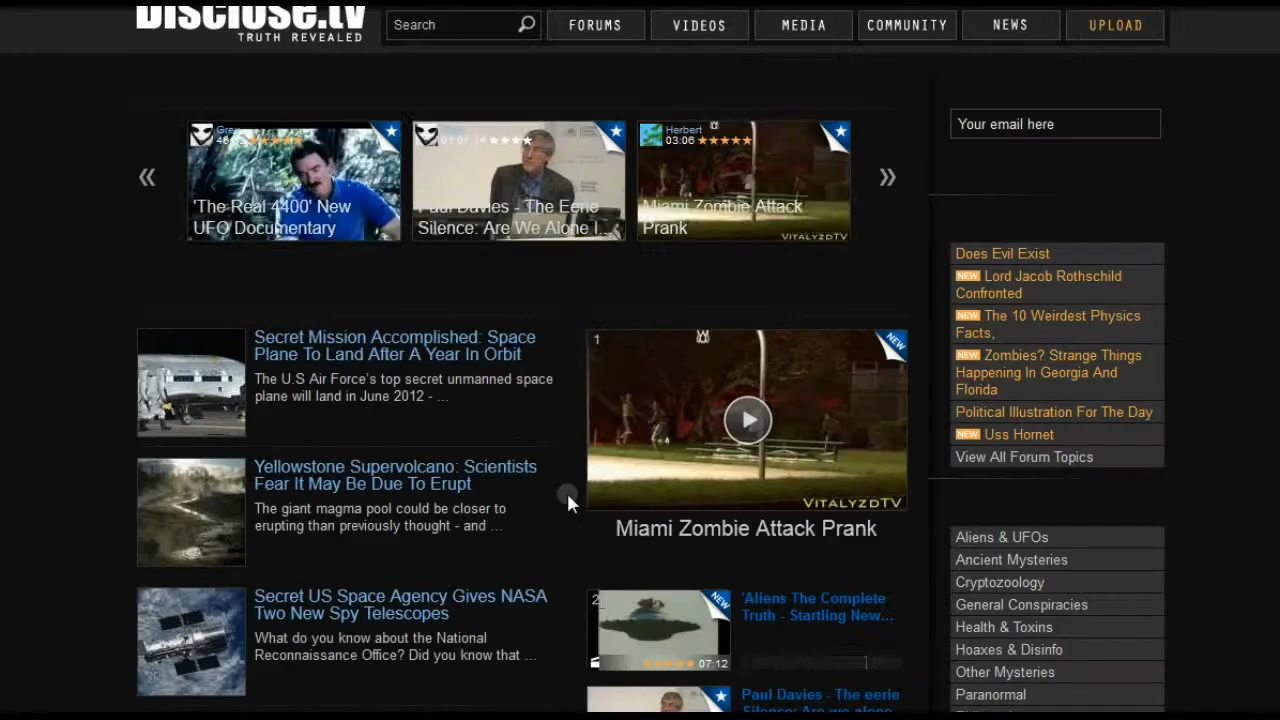 Disclose.tv
TRUTH REVEALED
Search
FORUMS
VIDEOS
MEDIA
COMMUNITY
NEWS
UPLOAD
'The Real 4400' New
UFO Documentary
Paul Davies - The Eerie
Silence: Are We Alone I...
Herbert
03:06
Miami Zombie Attack
Prank
VITALYZDTV
Your email here
Does Evil Exist
NEW Lord Jacob Rothschild
Confronted
NEW The 10 Weirdest Physics
Facts,
NEW Zombies? Strange Things
Happening In Georgia And
Florida
Political Illustration For The Day
NEW Uss Hornet
View All Forum Topics
Secret Mission Accomplished: Space
Plane To Land After A Year In Orbit
The U.S Air Force's top secret unmanned space
plane will land in June 2012 - ...
Yellowstone Supervolcano: Scientists
Fear It May Be Due To Erupt
The giant magma pool could be closer to
erupting than previously thought - and ...
Secret US Space Agency Gives NASA
Two New Spy Telescopes
What do you know about the National
Reconnaissance Office? Did you know that ...
1
NEW
VITALYZDTV
Miami Zombie Attack Prank
2
NEW
07:12
'Aliens The Complete
Truth - Startling New...
Paul Davies - The eerie
Silence: Are we alone
Aliens & UFOs
Ancient Mysteries
Cryptozoology
General Conspiracies
Health & Toxins
Hoaxes & Disinfo
Other Mysteries
Paranormal